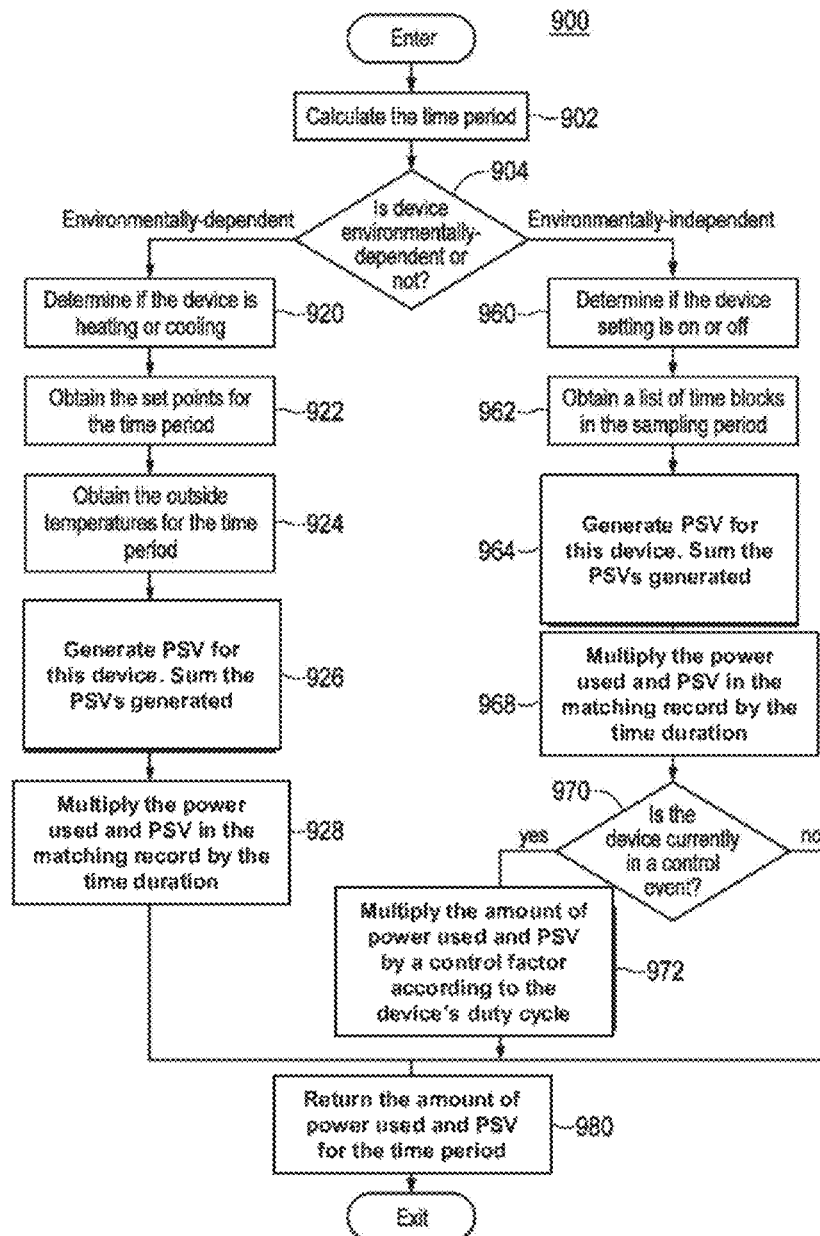 900
Enter
Calculate the time period
902
904
Environmentally-dependent
Is device
environmentally-
dependent or
not?
Environmentally-independent
Determine if the device is
heating or cooling
920
Obtain the set points for
the time period
922
Obtain the outside
temperatures for the time
period
924
Generate PSV for
this device. Sum the
PSVs generated
926
Multiply the power
used and PSV in the
matching record by the
time duration
928
960
Determine if the device
setting is on or off
962
Obtain a list of time blocks
in the sampling period
964
Generate PSV for
this device. Sum the
PSVs generated
968
Multiply the power
used and PSV in the
matching record by the
time duration
970
Is the
device currently
in a control
event?
yes
no
Multiply the amount of
power used and PSV
by a control factor
according to the
device's duty cycle
972
Return the amount of
power used and PSV
for the time period
980
Exit